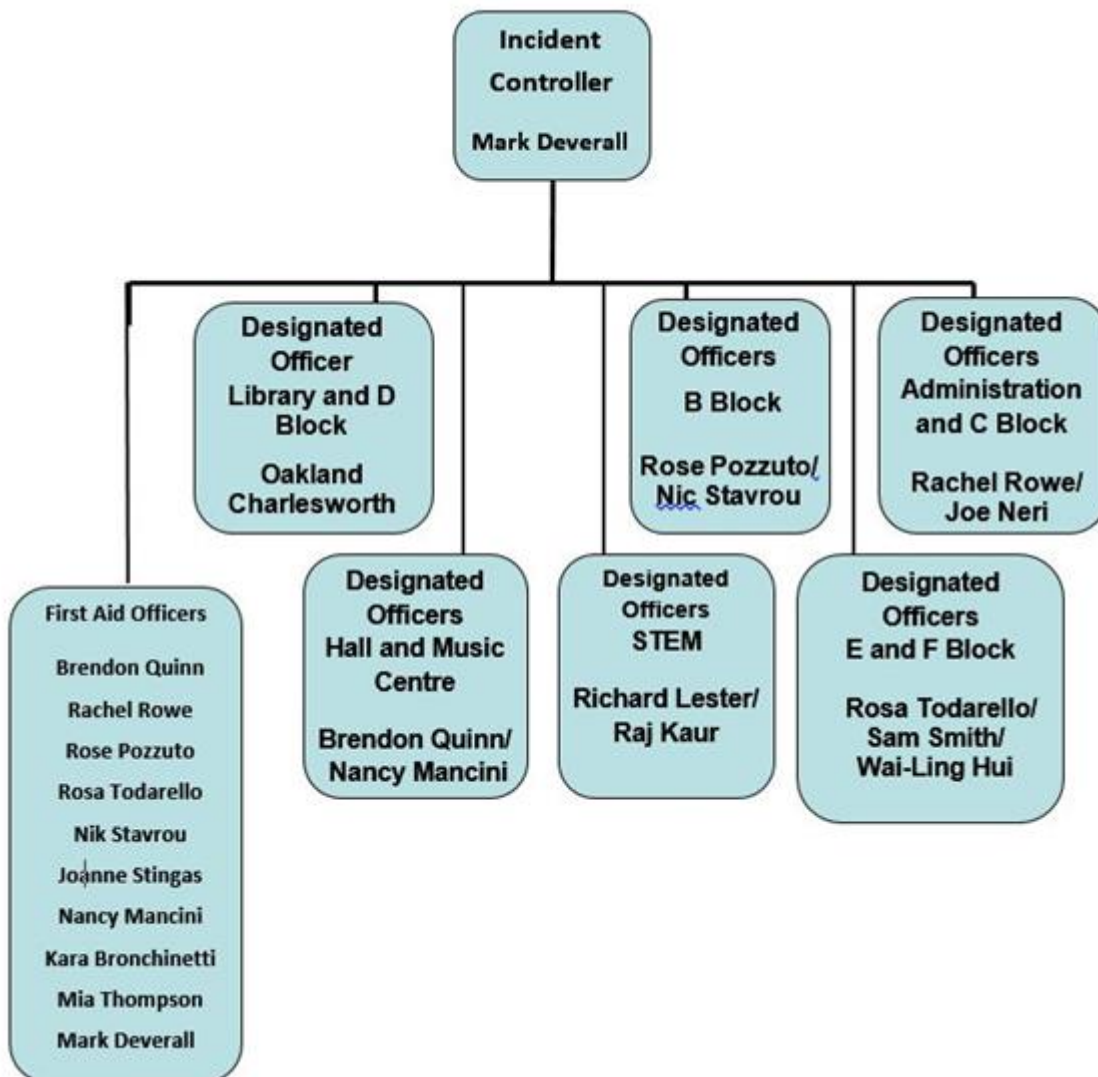 Incident
Controller
Mark Deverall
Designated
Officer
Library and D
Block
Oakland
Charlesworth
Designated
Officers
B Block
Rose Pozzuto/
Nic Stavrou
Designated
Officers
Administration
and C Block
Rachel Rowe/
Joe Neri
First Aid Officers
Brendon Quinn
Rachel Rowe
Rose Pozzuto
Rosa Todarello
Nik Stavrou
Joanne Stingas
Nancy Mancini
Kara Bronchinetti
Mia Thompson
Mark Deverall
Designated
Officers
Hall and Music
Centre
Brendon Quinn/
Nancy Mancini
Designated
Officers
STEM
Richard Lester/
Raj Kaur
Designated
Officers
E and F Block
Rosa Todarello/
Sam Smith/
Wai-Ling Hui